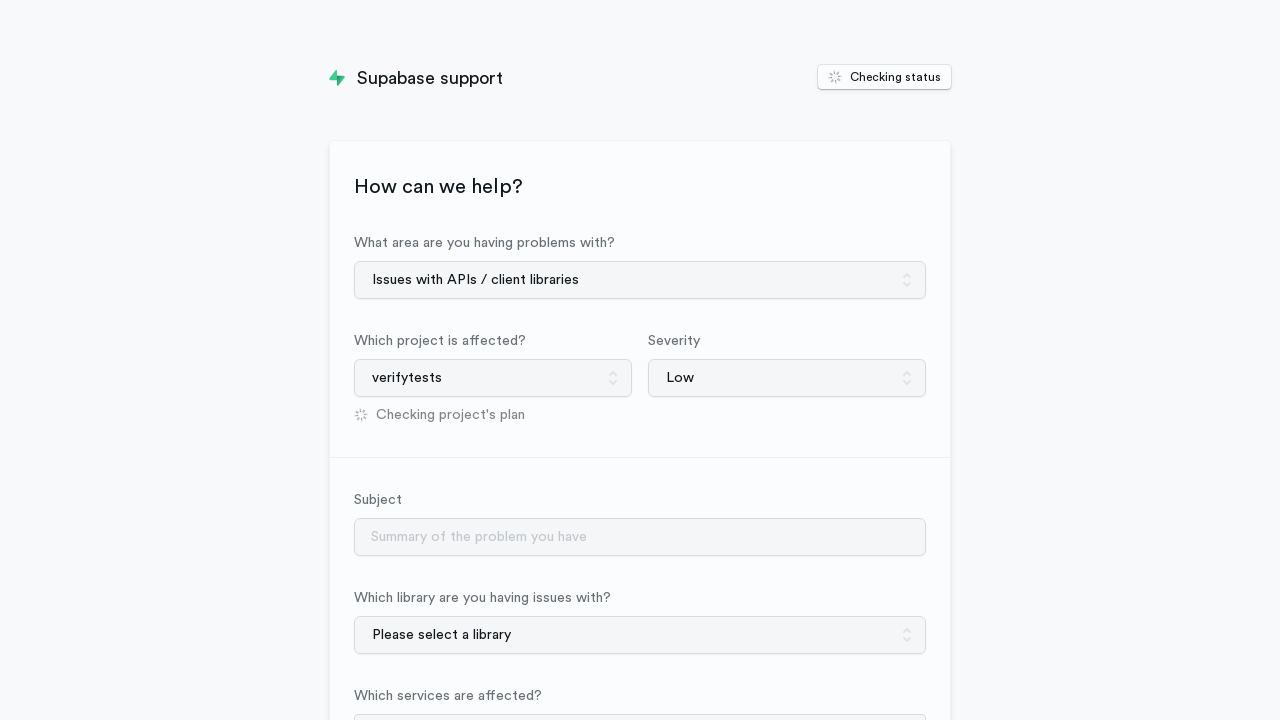 Supabase support
Checking status
How can we help?
What area are you having problems with?
Issues with APIs / client libraries
Which project is affected?
Severity
verifytests
Low
Checking project's plan
Subject
Summary of the problem you have
Which library are you having issues with?
Please select a library
Which services are affected?